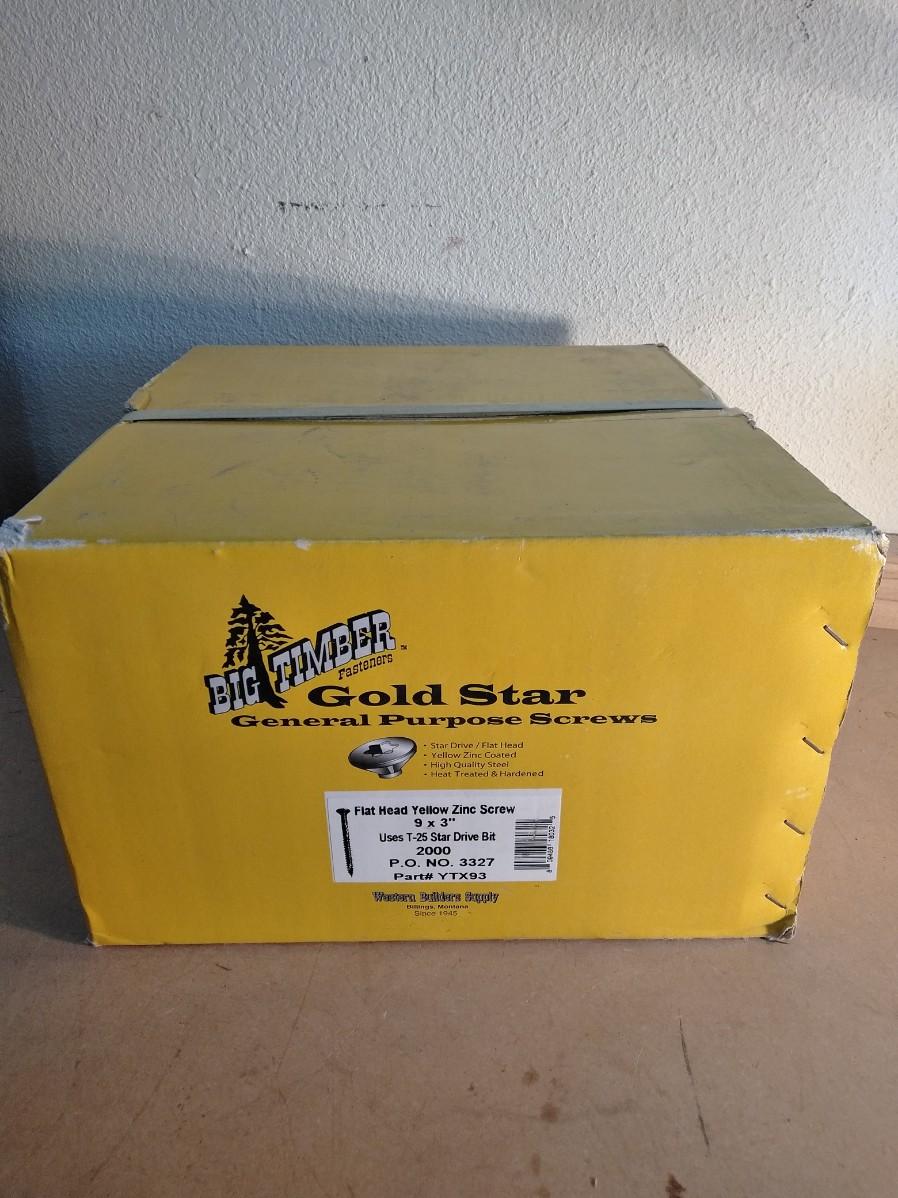 BIG TIMBER ™
Fasteners
Gold Star
General Purpose Screws
• Star Drive / Flat Head
• Yellow Zinc Coated
• High Quality Steel
• Heat Treated & Hardened
Flat Head Yellow Zinc Screw
9 x 3"
Uses T-25 Star Drive Bit
2000
P.O. NO. 3327
Part# YTX93
Western Builders Supply
Billings, Montana
Since 1945